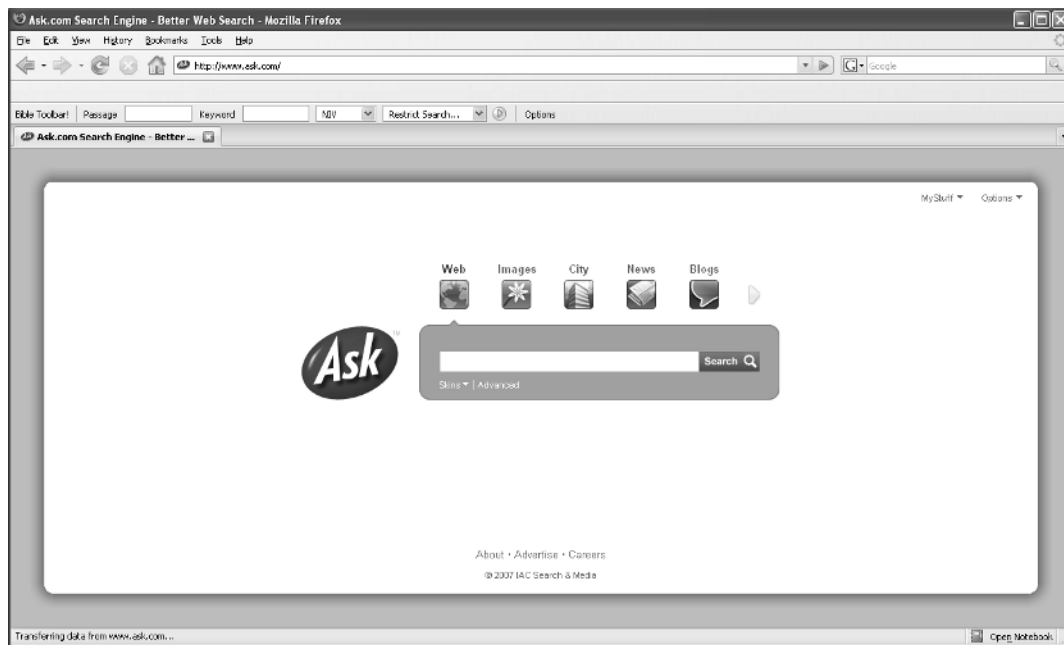 Ask.com Search Engine - Better Web Search - Mozilla Firefox
File Edit View History Bookmarks Tools Help
http://www.ask.com/ G Google
Bible Toolbar! Passage Keyword NIV Restrict Search... Options
Ask.com Search Engine - Better ...
MyStuff Options
Web Images City News Blogs
Ask TM
Search
Skins | Advanced
About · Advertise · Careers
© 2007 IAC Search & Media
Transferring data from www.ask.com... Open Notebook